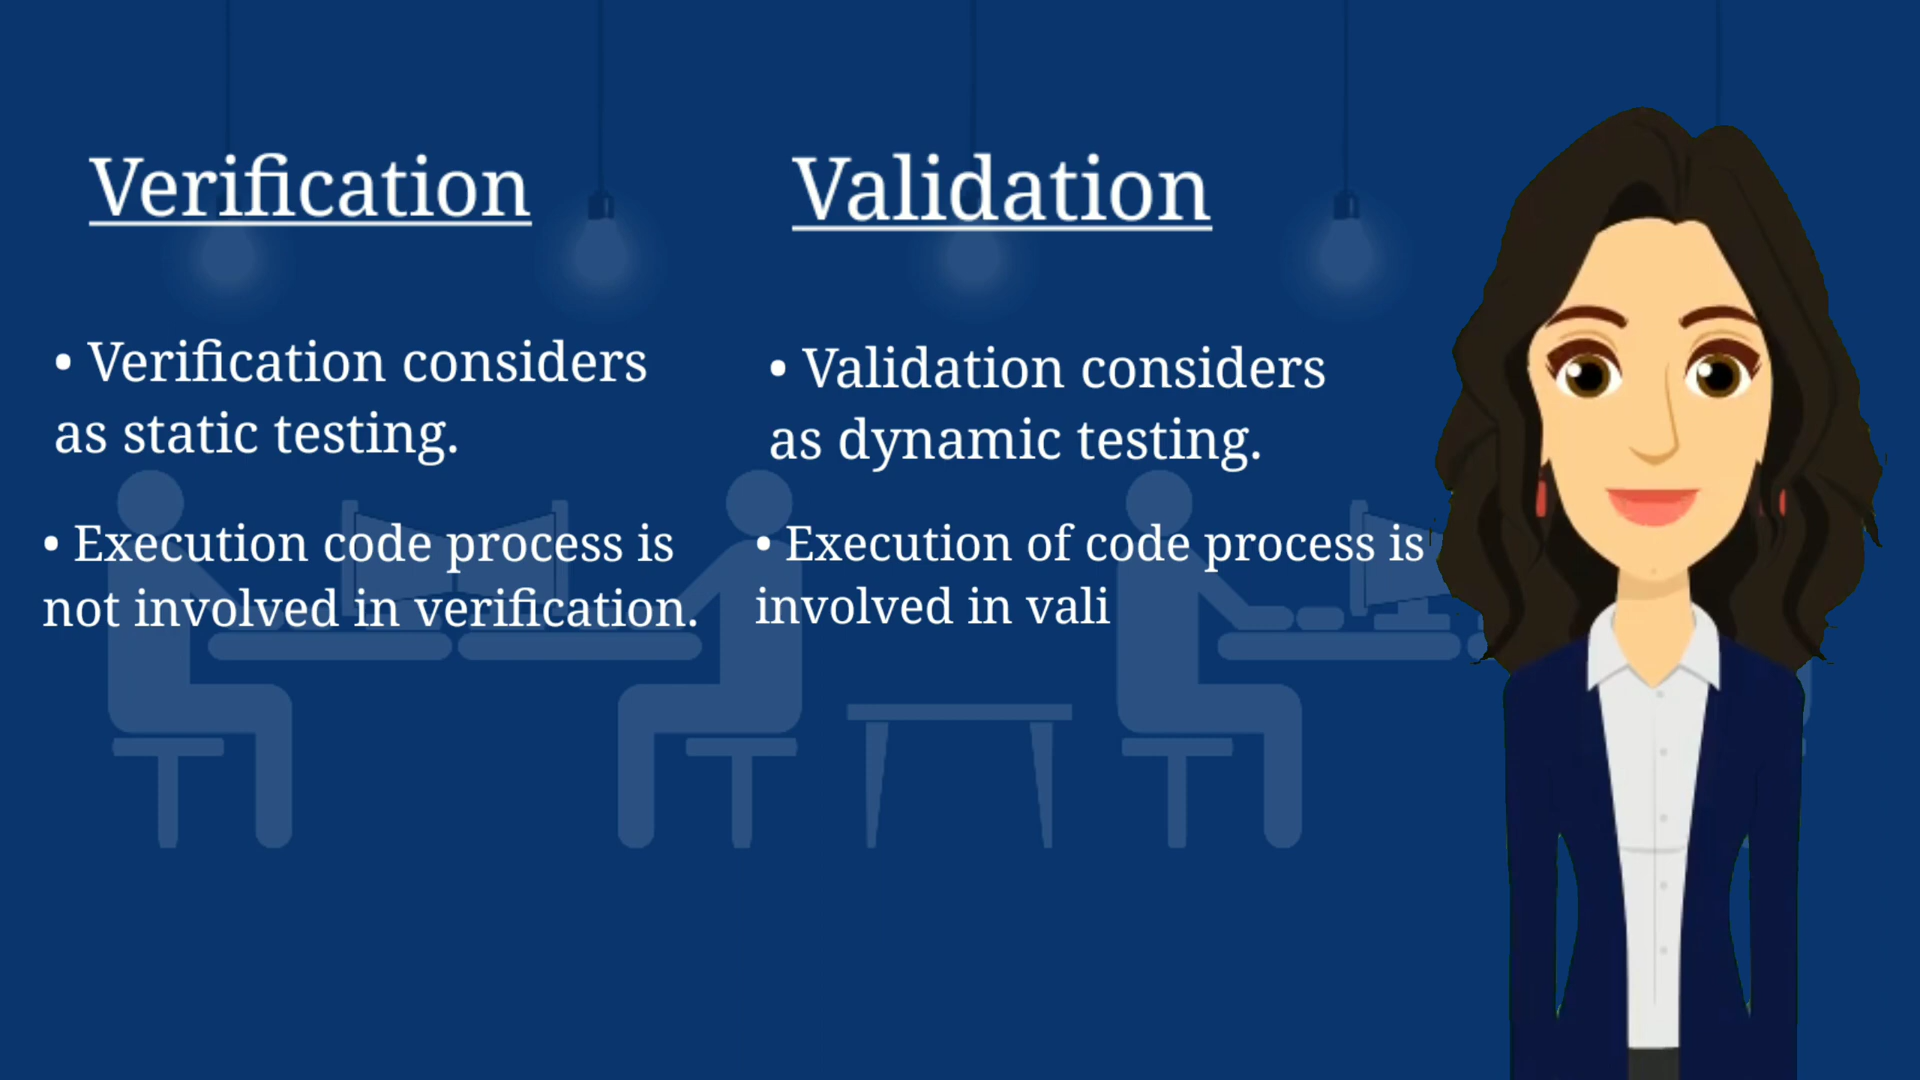 Verification
• Verification considers
as static testing.
• Execution code process is
not involved in verification.
Validation
• Validation considers
as dynamic testing.
• Execution of code process is
involved in vali